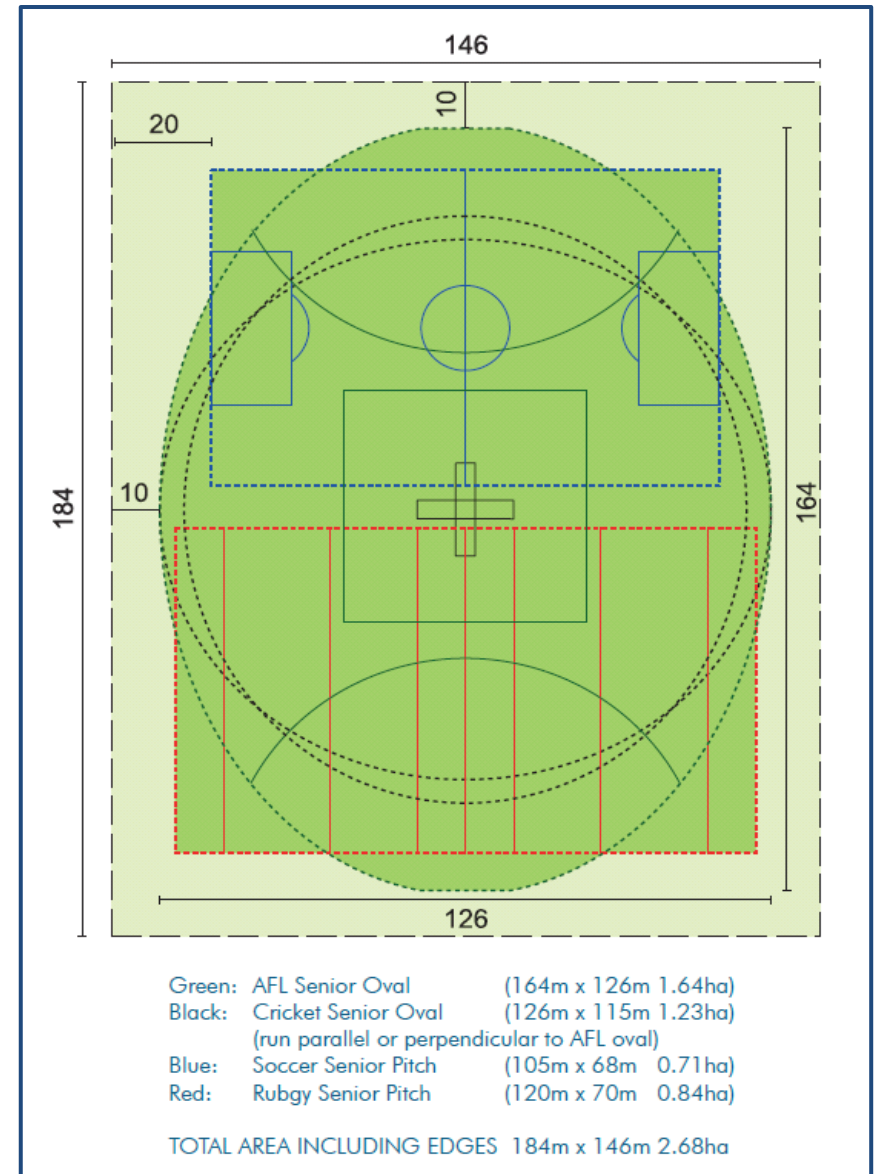 146
10
20
184
10
164
126
Green: AFL Senior Oval (164m x 126m 1.64ha)
Black: Cricket Senior Oval (126m x 115m 1.23ha)
(run parallel or perpendicular to AFL oval)
Blue: Soccer Senior Pitch (105m x 68m 0.71ha)
Red: Rubgy Senior Pitch (120m x 70m 0.84ha)
TOTAL AREA INCLUDING EDGES 184m x 146m 2.68ha